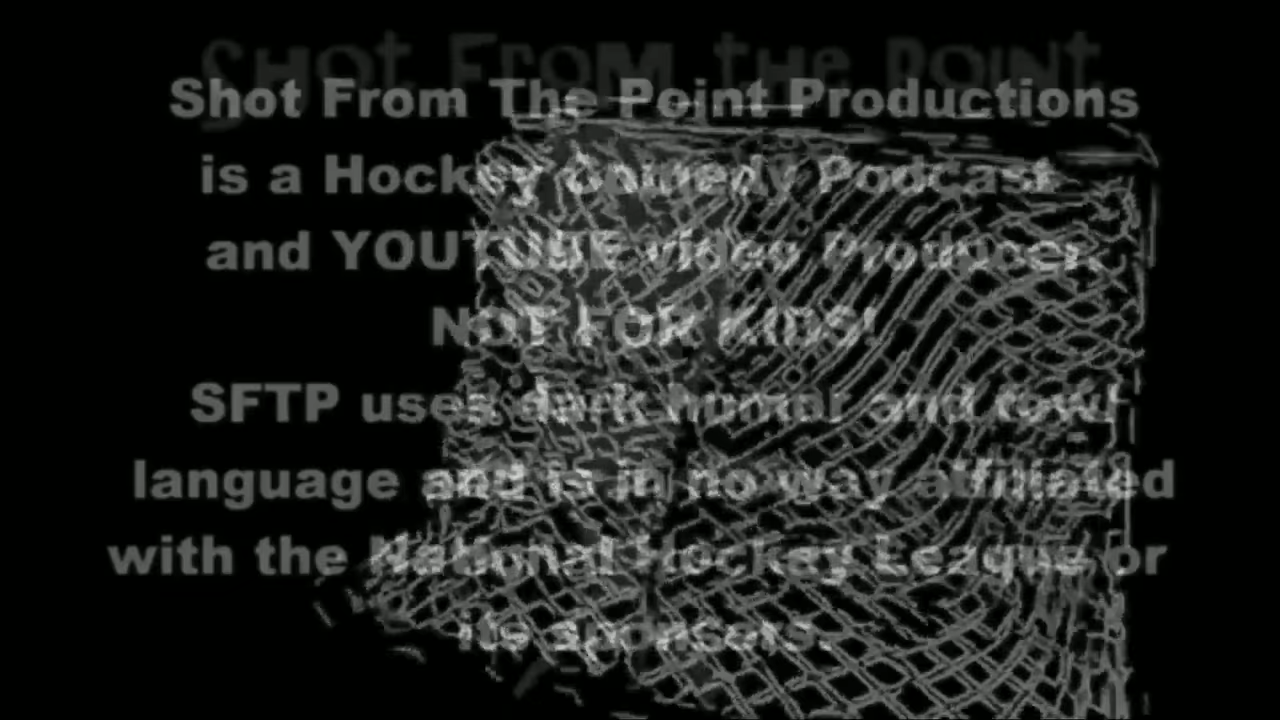 SHOT FROM THE POINT
Shot From The Point Productions
is a Hockey Comedy Podcast
and YOUTUBE video Producer.
NOT FOR KIDS!
SFTP uses dark humor and fowl
language and is in no way affiliated
with the National Hockey League or
its sponsors.